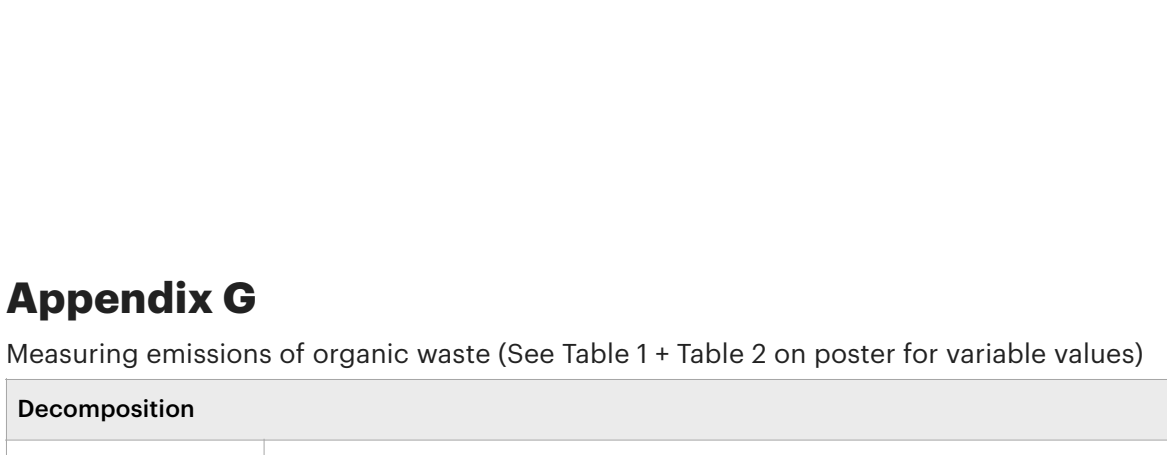 Appendix G
Measuring emissions of organic waste (See Table 1 + Table 2 on poster for variable values)
Decomposition